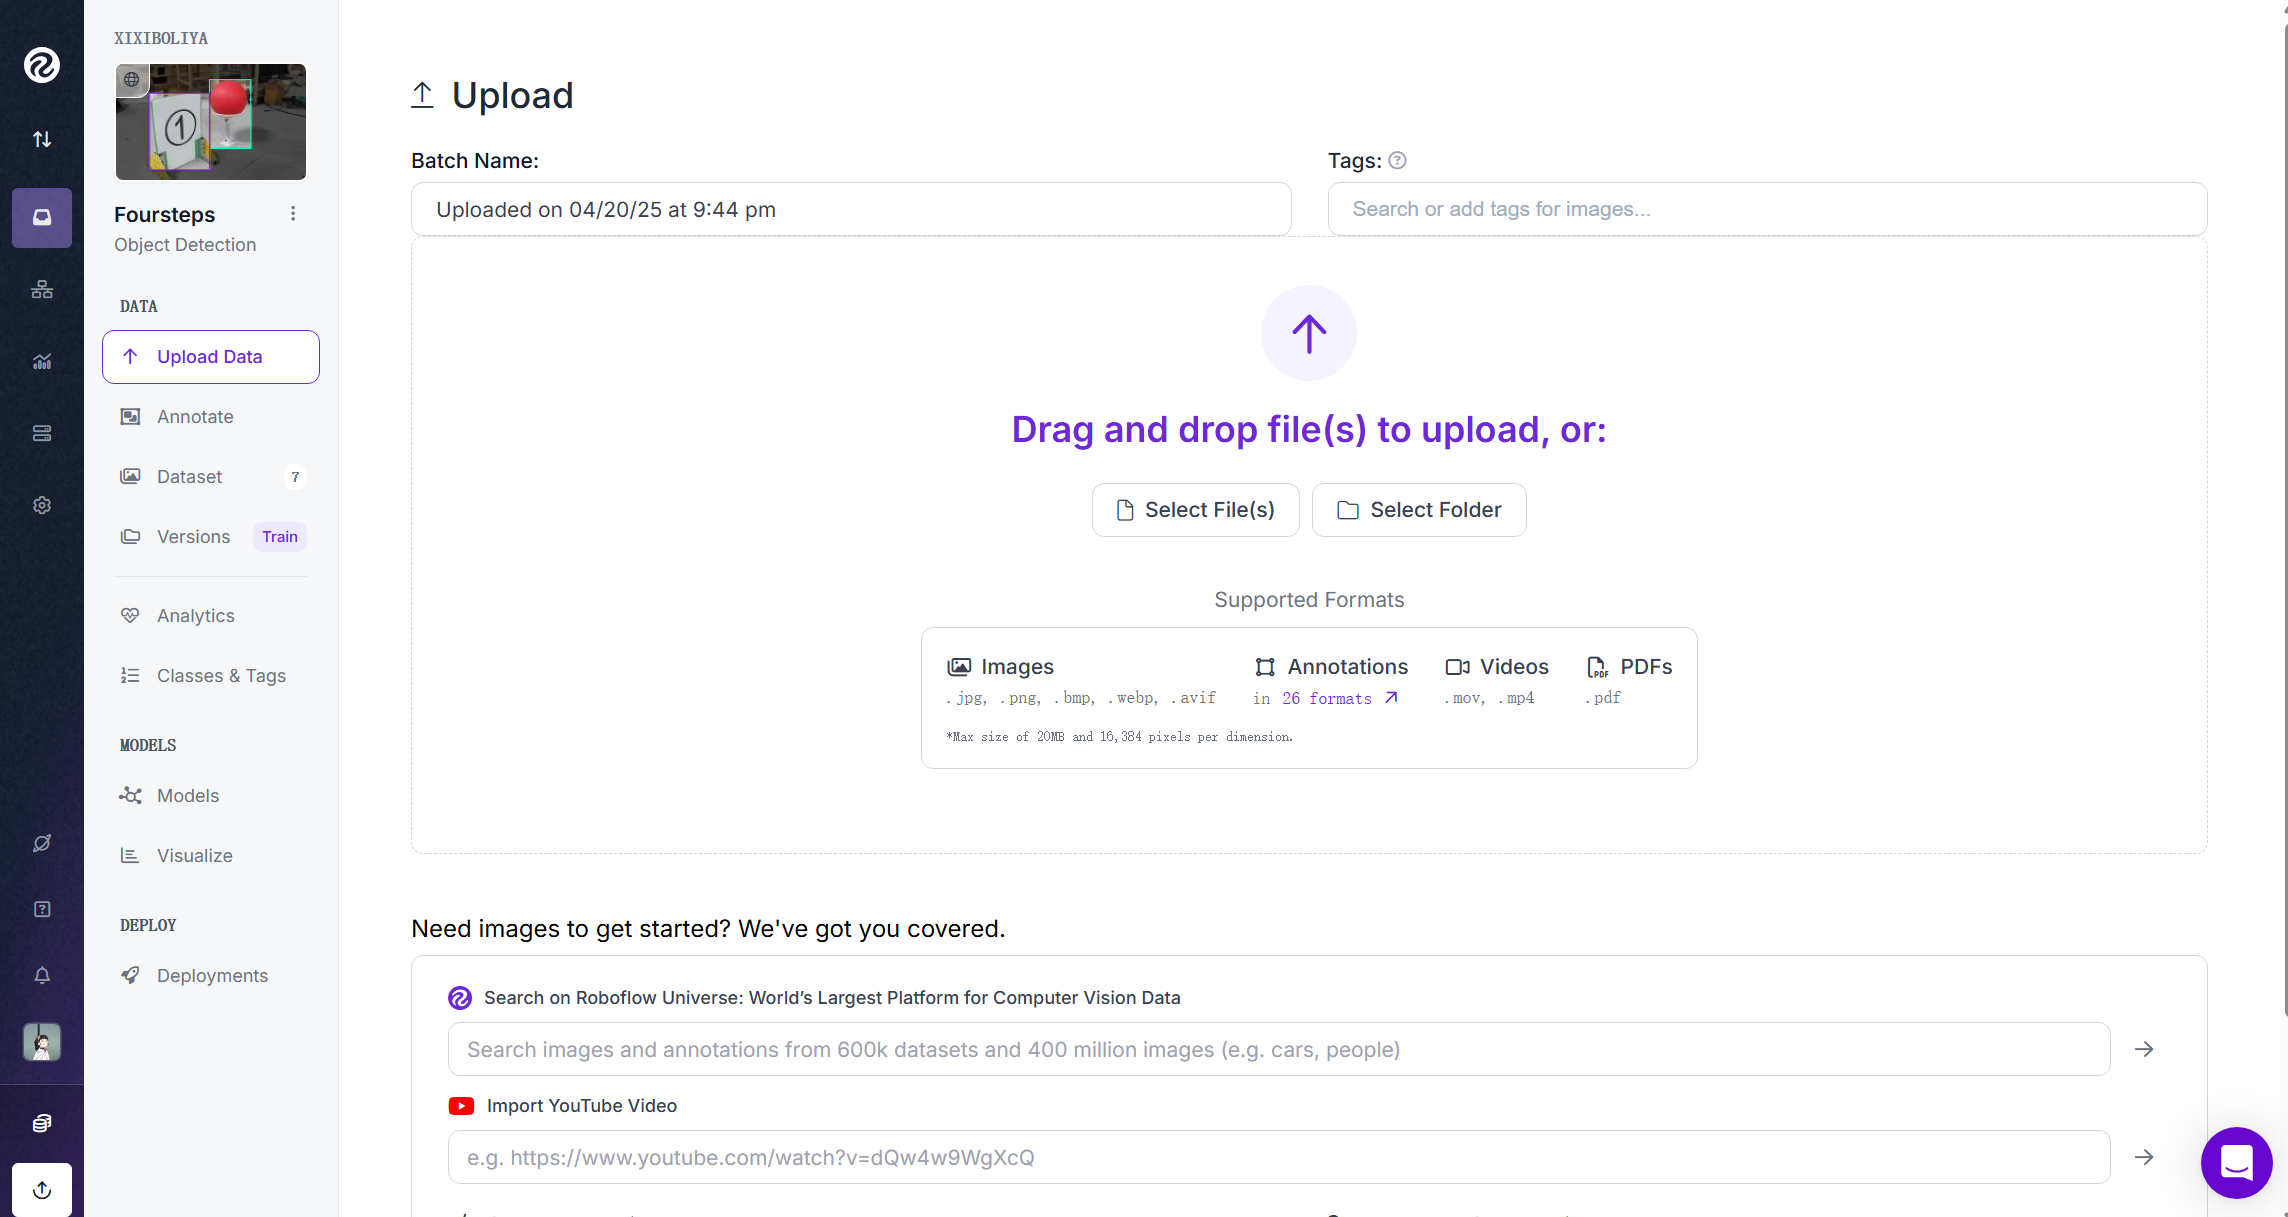 XIXIBOLIYA
1
Foursteps
Object Detection
DATA
Upload Data
Annotate
Dataset 7
Versions Train
Analytics
Classes & Tags
MODELS
Models
Visualize
DEPLOY
Deployments
Upload
Batch Name:
Uploaded on 04/20/25 at 9:44 pm
Tags: ?
Search or add tags for images...
Drag and drop file(s) to upload, or:
Select File(s)
Select Folder
Supported Formats
Images
.jpg, .png, .bmp, .webp, .avif
Annotations
in 26 formats
Videos
.mov, .mp4
PDFs
.pdf
*Max size of 20MB and 16,384 pixels per dimension.
Need images to get started? We've got you covered.
Search on Roboflow Universe: World’s Largest Platform for Computer Vision Data
Search images and annotations from 600k datasets and 400 million images (e.g. cars, people)
Import YouTube Video
e.g. https://www.youtube.com/watch?v=dQw4w9WgXcQ